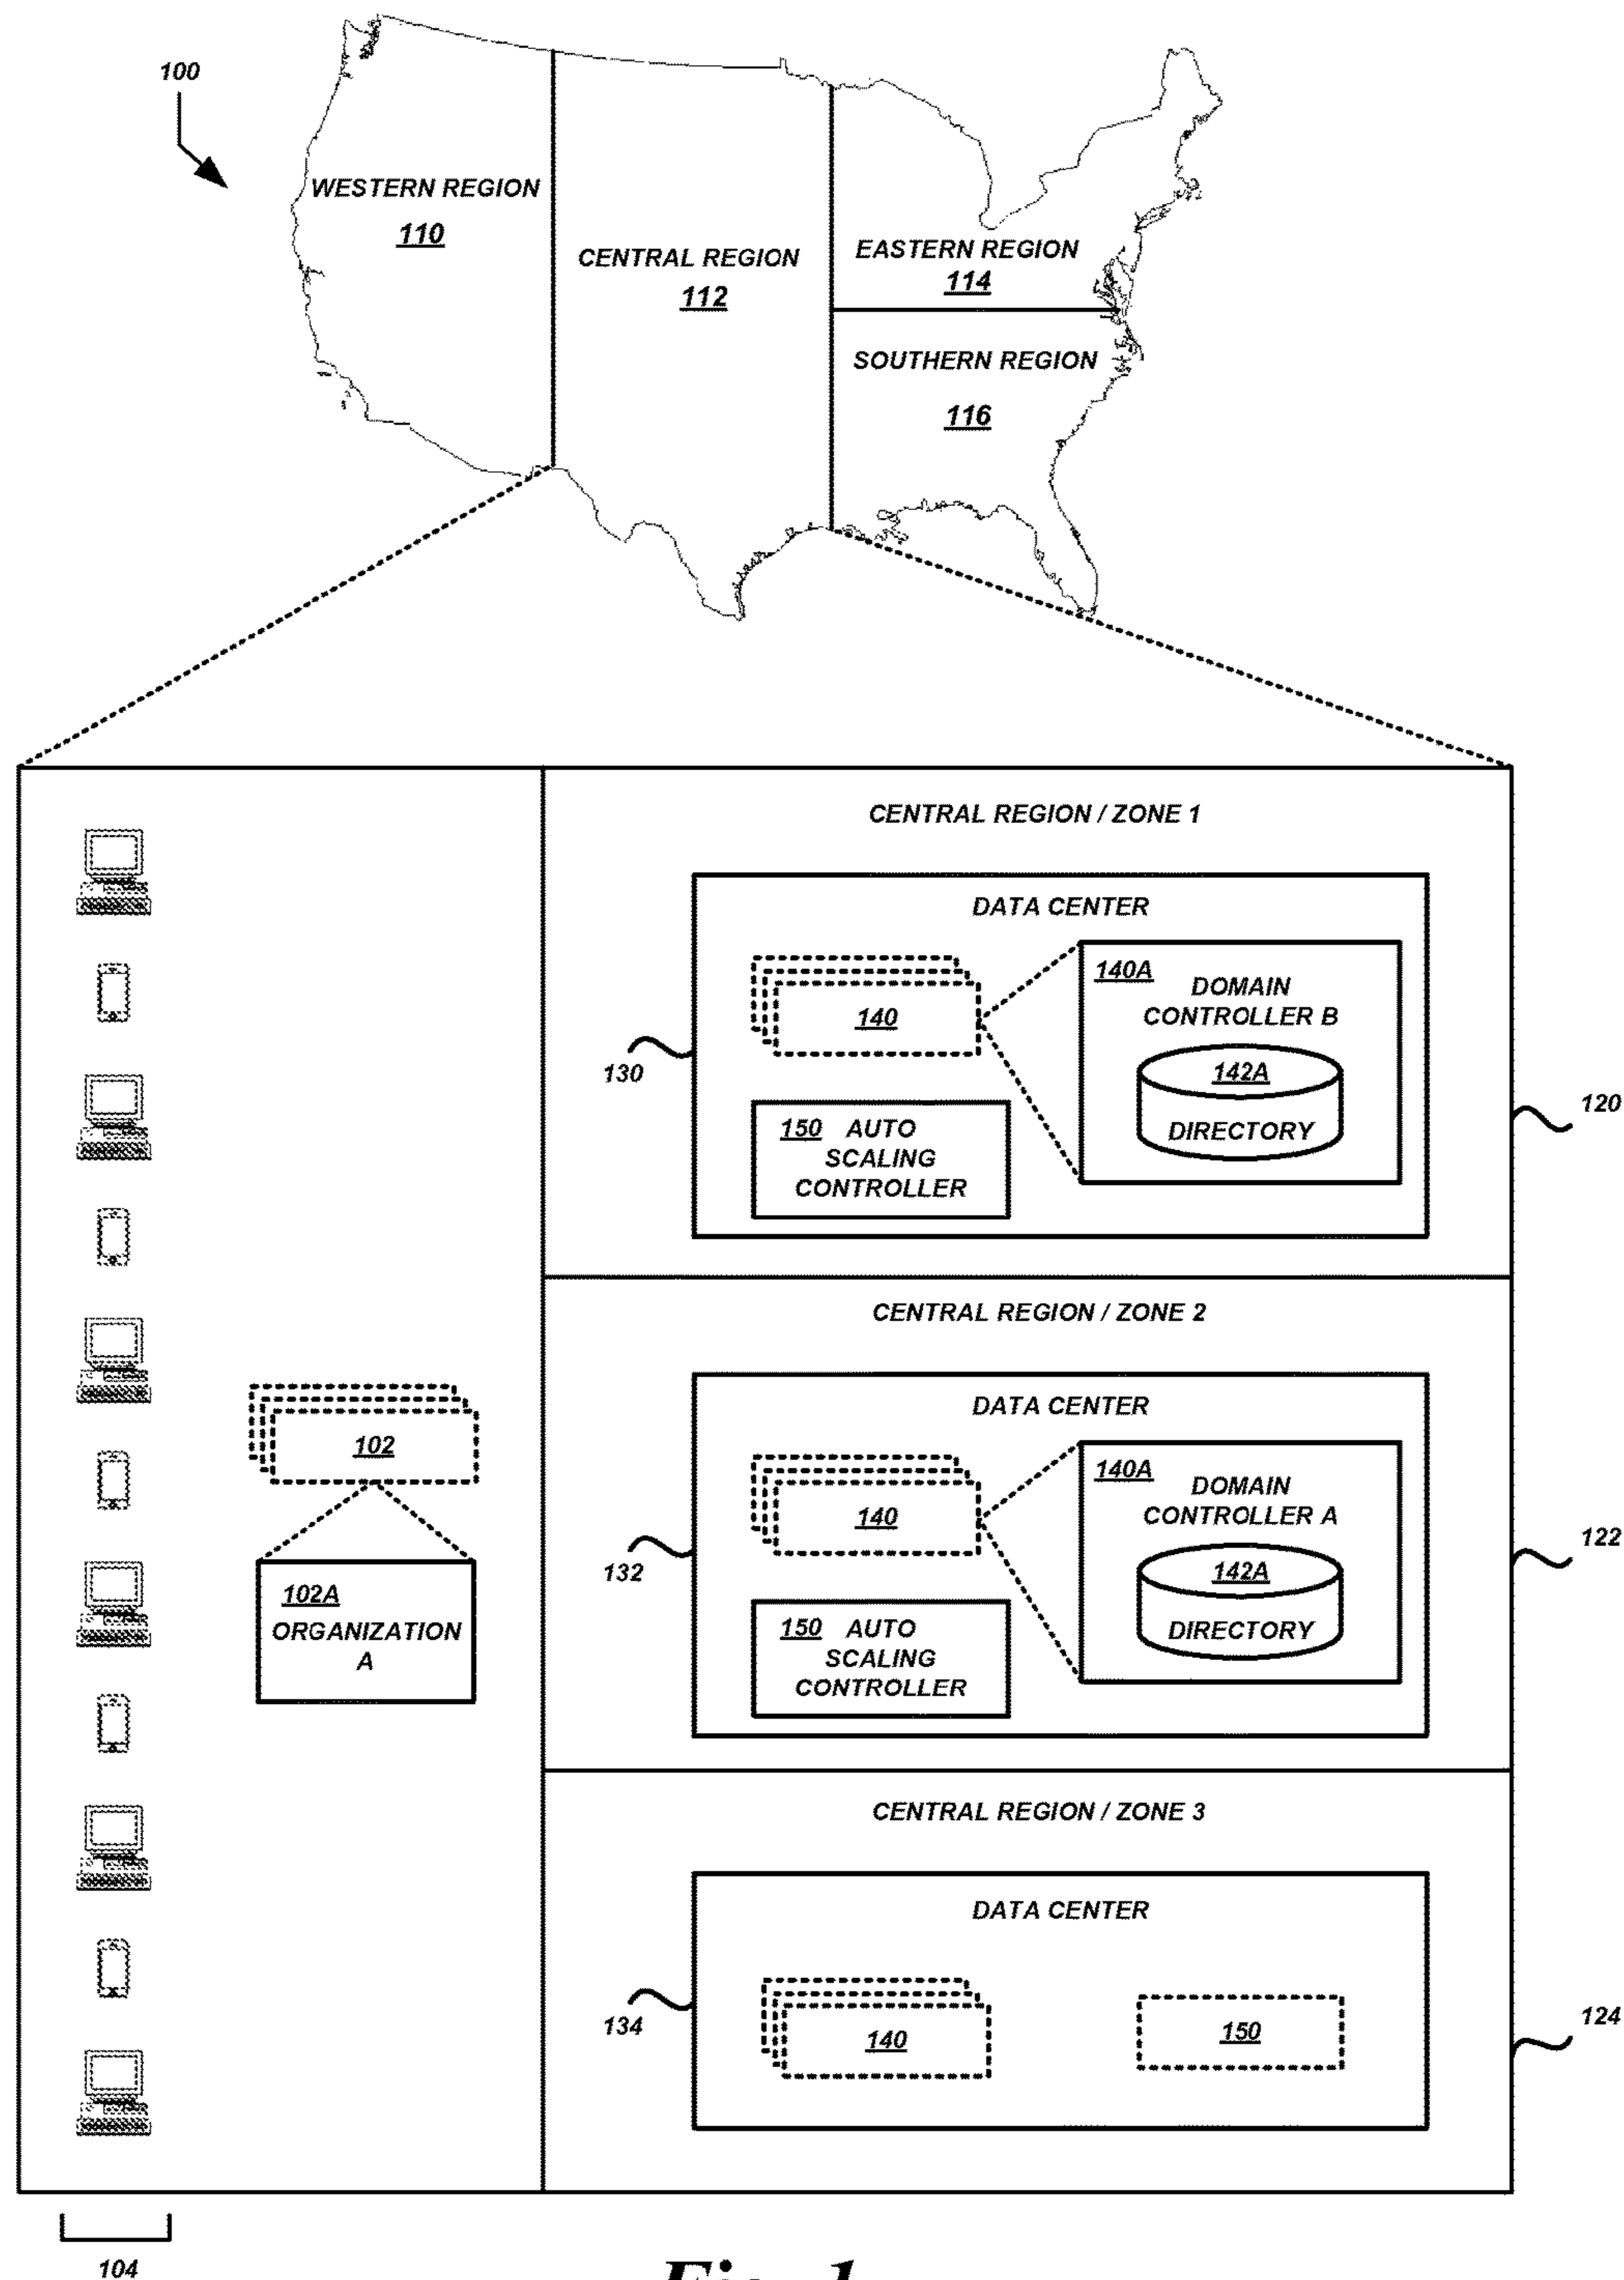 100
WESTERN REGION
110
CENTRAL REGION
112
EASTERN REGION
114
SOUTHERN REGION
116
CENTRAL REGION / ZONE 1
DATA CENTER
140
140A
DOMAIN
CONTROLLER B
142A
DIRECTORY
150 AUTO
SCALING
CONTROLLER
130
120
CENTRAL REGION / ZONE 2
DATA CENTER
140
140A
DOMAIN
CONTROLLER A
142A
DIRECTORY
150 AUTO
SCALING
CONTROLLER
132
122
102
102A
ORGANIZATION
A
CENTRAL REGION / ZONE 3
DATA CENTER
140
150
134
124
104